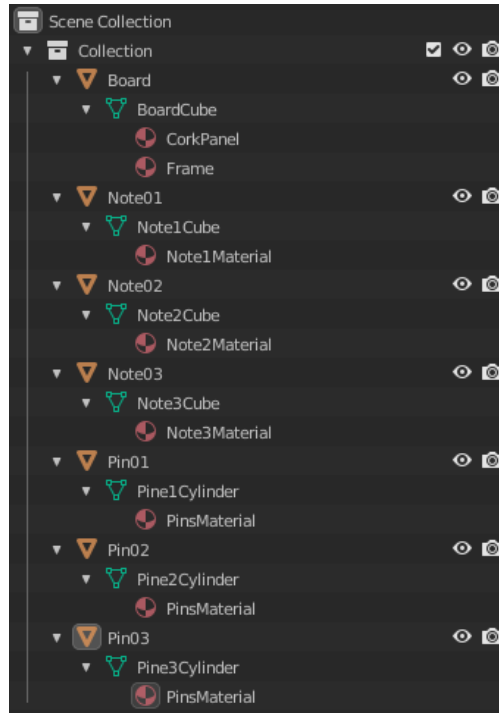 Scene Collection
Collection
Board
BoardCube
CorkPanel
Frame
Note01
Note1Cube
Note1Material
Note02
Note2Cube
Note2Material
Note03
Note3Cube
Note3Material
Pin01
Pine1Cylinder
PinsMaterial
Pin02
Pine2Cylinder
PinsMaterial
Pin03
Pine3Cylinder
PinsMaterial